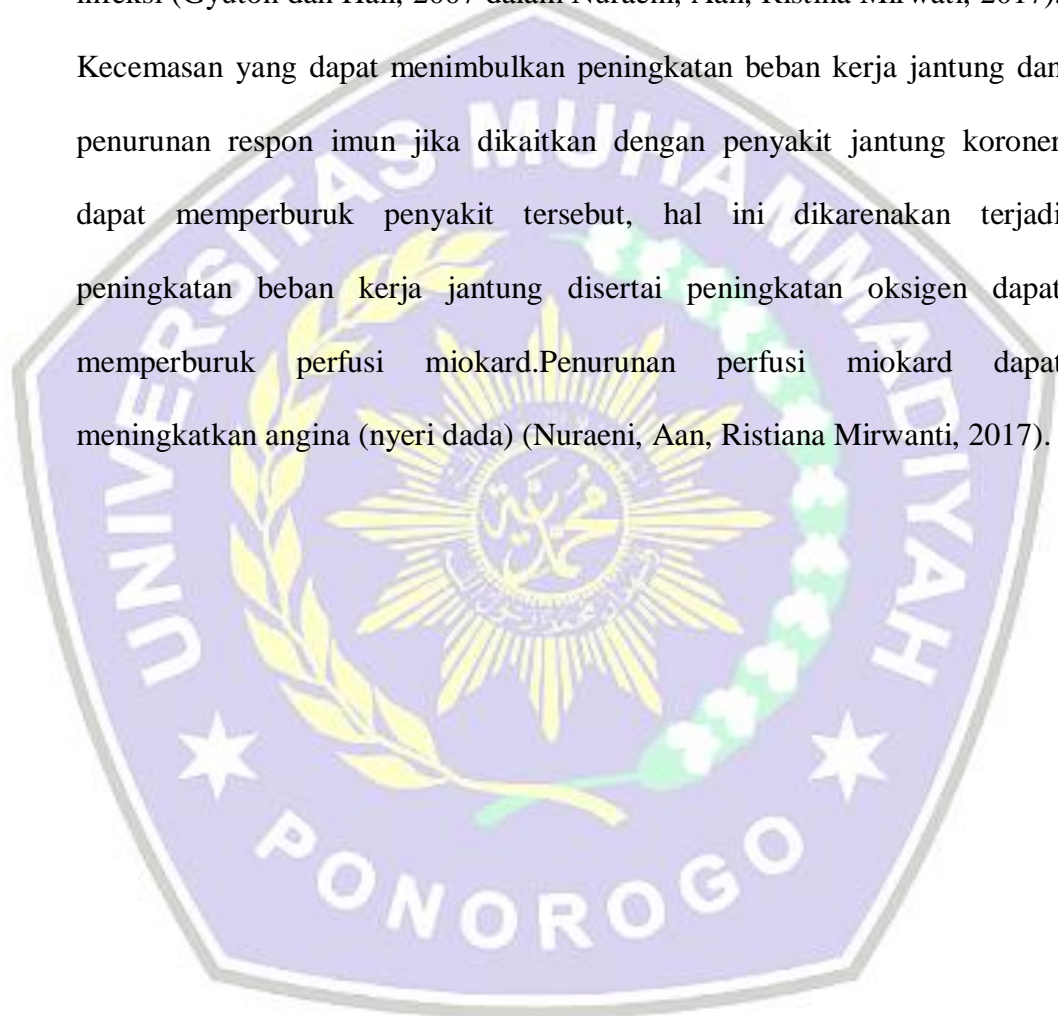 infeksi (Gyuton dan Hall, 2007 dalam Nuraeni, Aan, Ristina Mirwati, 2017).
Kecemasan yang dapat menimbulkan peningkatan beban kerja jantung dan
penurunan respon imun jika dikaitkan dengan penyakit jantung koroner
dapat memperburuk penyakit tersebut, hal ini dikarenakan terjadi
peningkatan beban kerja jantung disertai peningkatan oksigen dapat
memperburuk perfusi miokard.Penurunan perfusi miokard dapat
meningkatkan angina (nyeri dada) (Nuraeni, Aan, Ristiana Mirwanti, 2017).
UNIVERSITAS MUHAMMADIYAH
PONOROGO